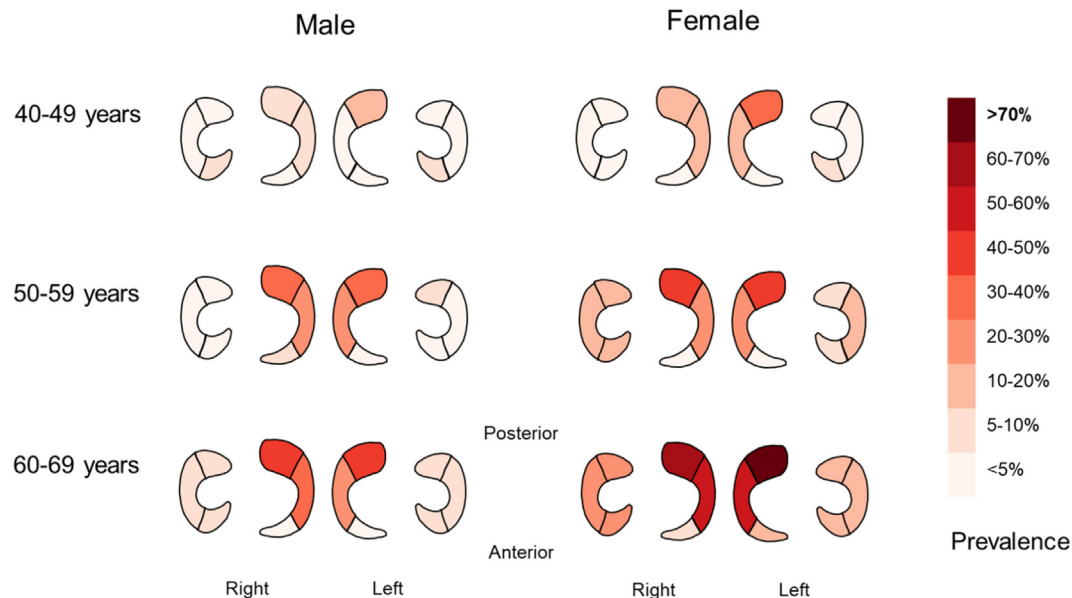 Male
Female
40-49 years
50-59 years
60-69 years
Posterior
Anterior
Right
Left
Right
Left
>70%
60-70%
50-60%
40-50%
30-40%
20-30%
10-20%
5-10%
<5%
Prevalence